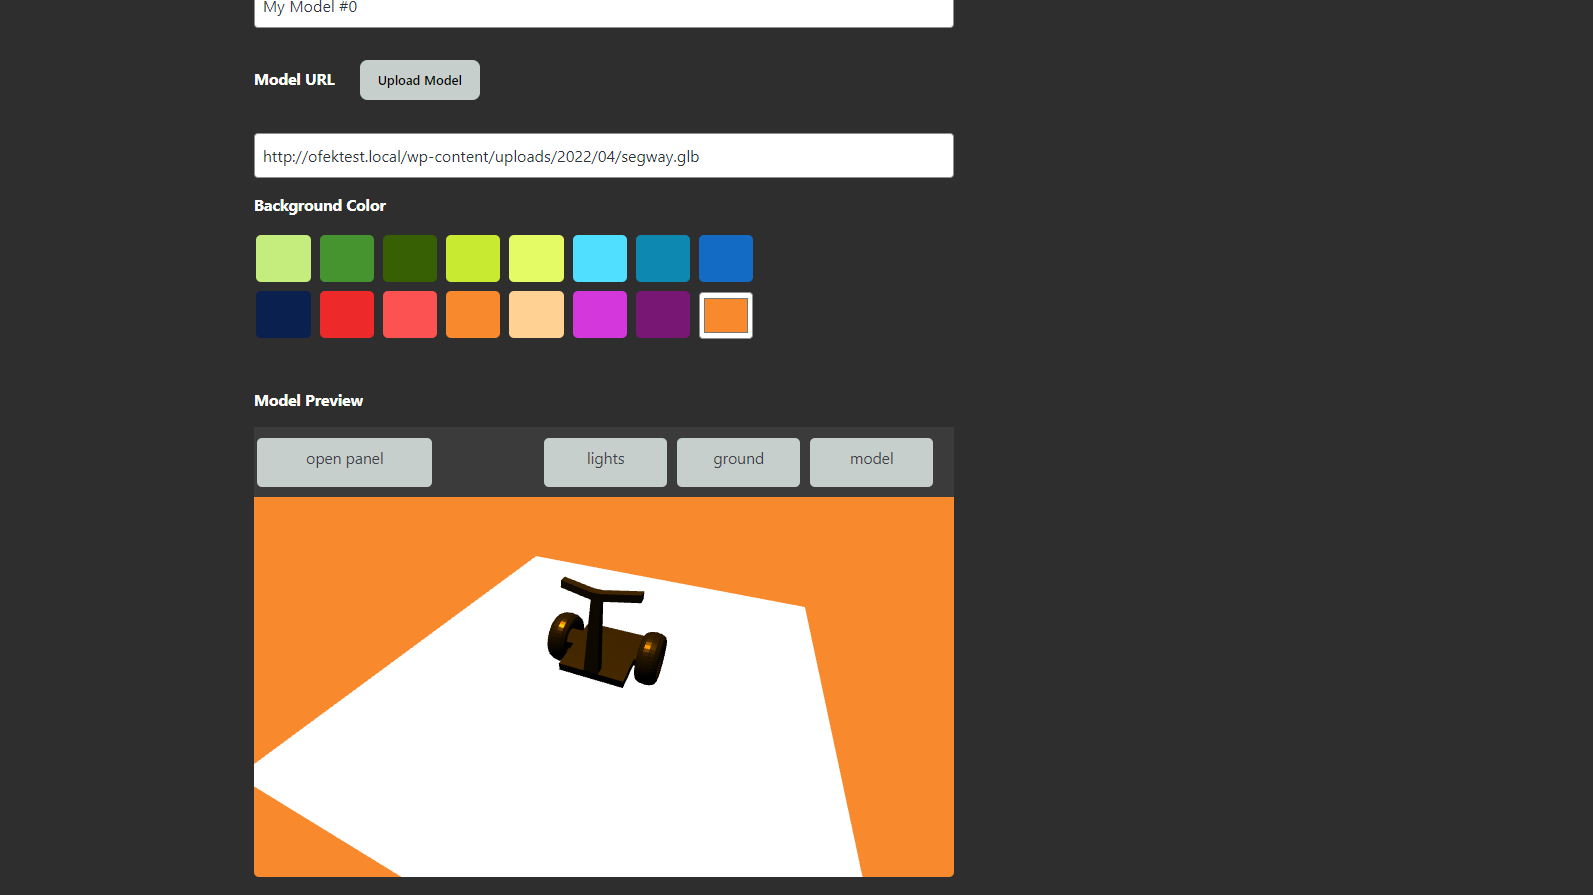 My Model #0
Model URL
Upload Model
http://ofektest.local/wp-content/uploads/2022/04/segway.glb
Background Color
Model Preview
open panel
lights
ground
model